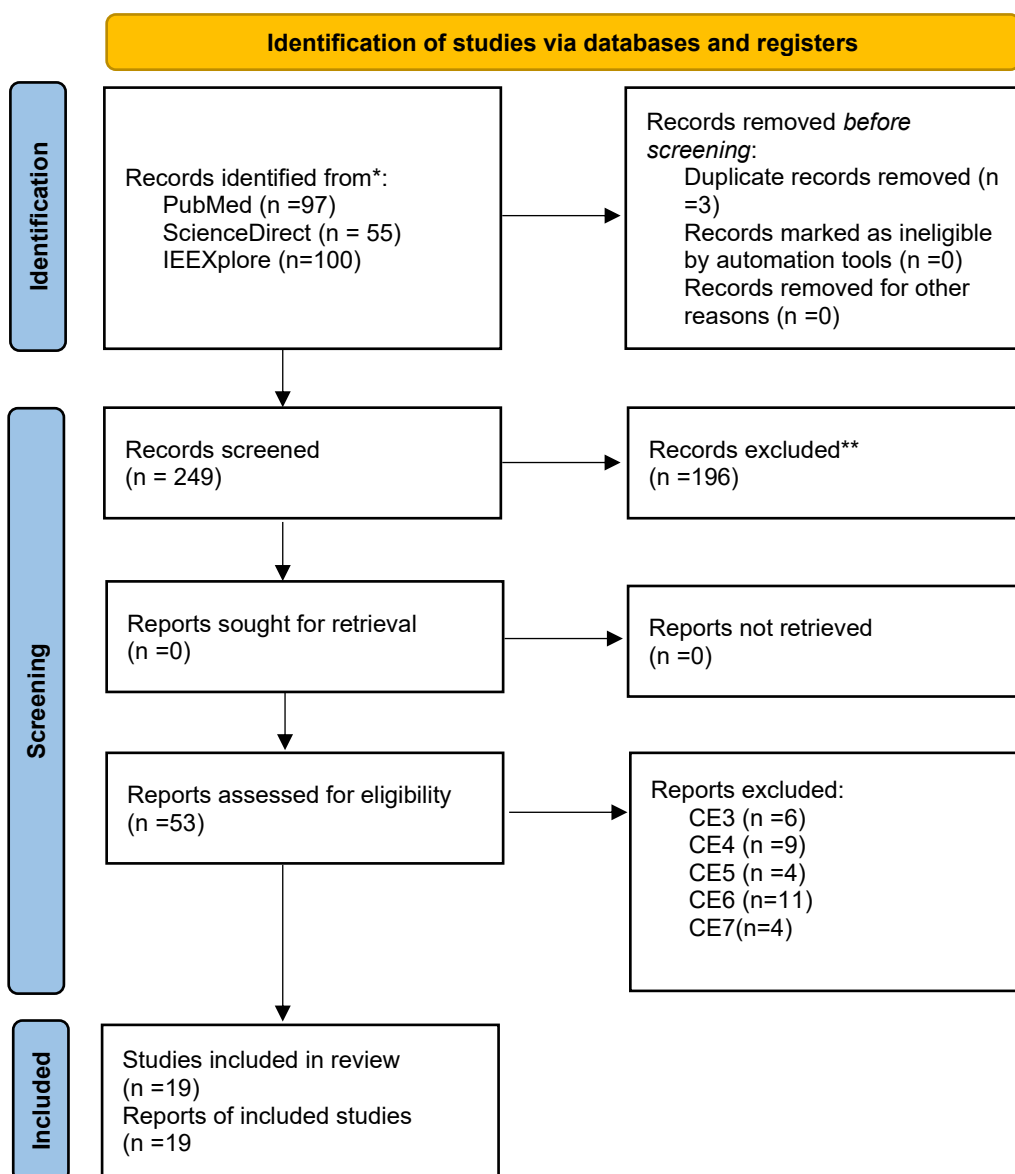 Identification of studies via databases and registers
Identification
Records identified from*:
PubMed (n =97)
ScienceDirect (n = 55)
IEEXplore (n=100)
Records removed before
screening:
Duplicate records removed (n
=3)
Records marked as ineligible
by automation tools (n =0)
Records removed for other
reasons (n =0)
Screening
Records screened
(n = 249)
Records excluded**
(n =196)
Reports sought for retrieval
(n =0)
Reports not retrieved
(n =0)
Reports assessed for eligibility
(n =53)
Reports excluded:
CE3 (n =6)
CE4 (n =9)
CE5 (n =4)
CE6 (n=11)
CE7(n=4)
Included
Studies included in review
(n =19)
Reports of included studies
(n =19